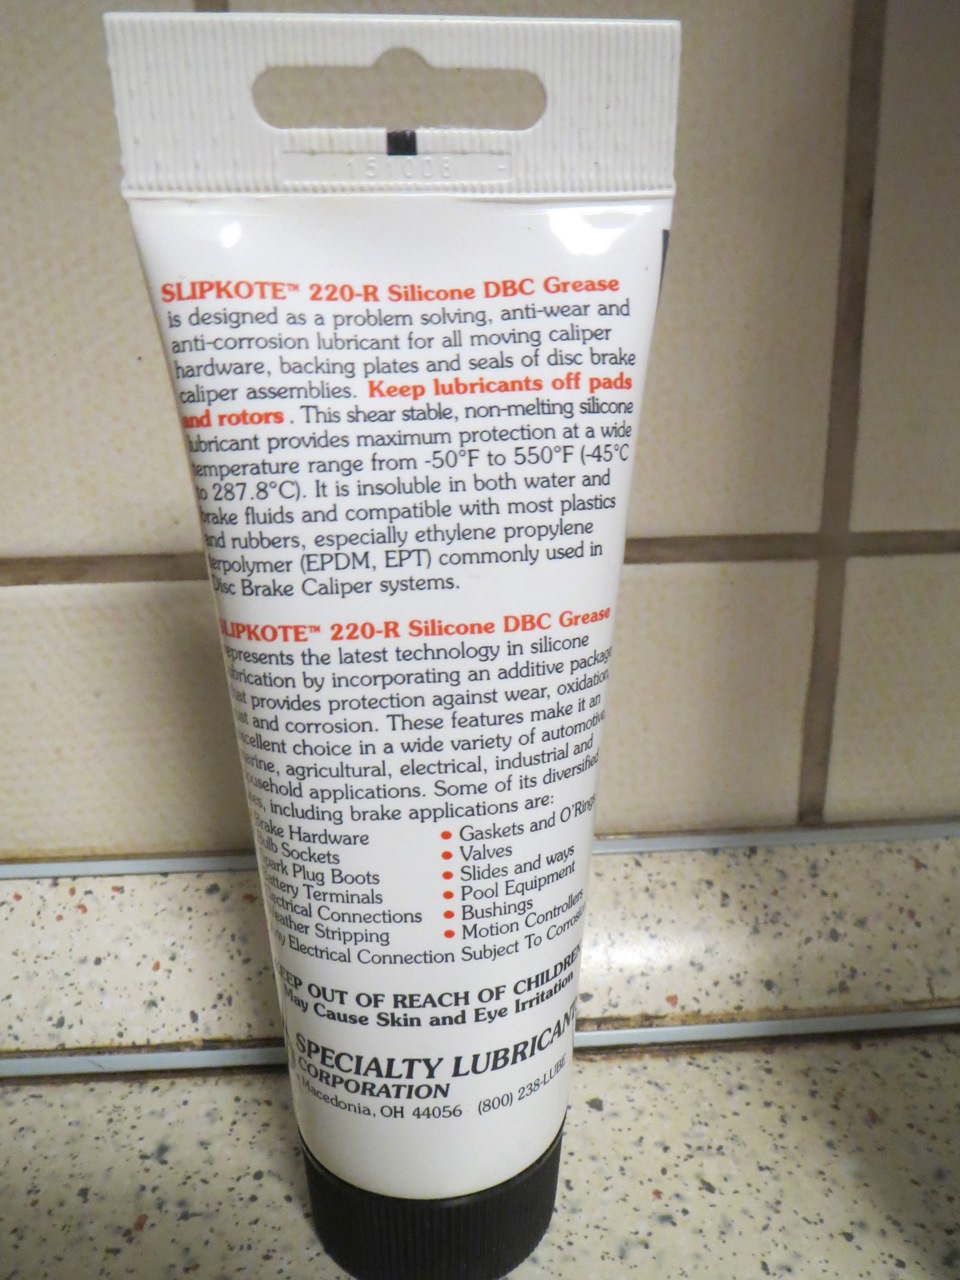 151008 -
SLIPKOTE™ 220-R Silicone DBC Grease
is designed as a problem solving, anti-wear and
anti-corrosion lubricant for all moving caliper
hardware, backing plates and seals of disc brake
caliper assemblies. Keep lubricants off pads
and rotors . This shear stable, non-melting silicone
lubricant provides maximum protection at a wide
temperature range from -50°F to 550°F (-45°C
to 287.8°C). It is insoluble in both water and
brake fluids and compatible with most plastics
and rubbers, especially ethylene propylene
terpolymer (EPDM, EPT) commonly used in
Disc Brake Caliper systems.
SLIPKOTE™ 220-R Silicone DBC Grease
represents the latest technology in silicone
lubrication by incorporating an additive package
that provides protection against wear, oxidation,
rust and corrosion. These features make it an
excellent choice in a wide variety of automotive,
marine, agricultural, electrical, industrial and
household applications. Some of its diversified
uses, including brake applications are:
Brake Hardware
Bulb Sockets
Spark Plug Boots
Battery Terminals
Electrical Connections
Weather Stripping
• Gaskets and O'Rings
• Valves
• Slides and ways
• Pool Equipment
• Bushings
• Motion Controllers
Any Electrical Connection Subject To Corrosion
KEEP OUT OF REACH OF CHILDREN
May Cause Skin and Eye Irritation
SPECIALTY LUBRICANTS
CORPORATION
Macedonia, OH 44056 (800) 238-LUBE